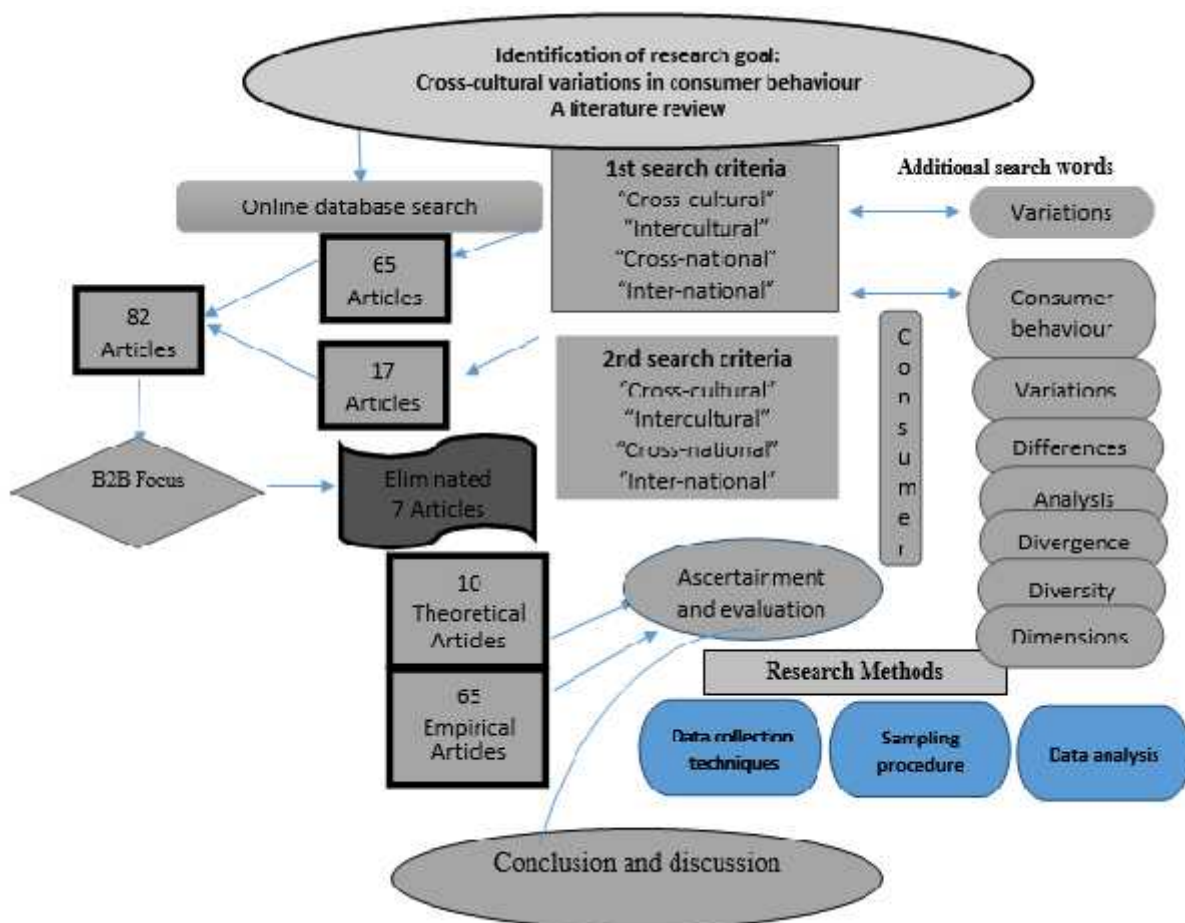 Identification of research goal:
Cross-cultural variations in consumer behaviour
A literature review
Online database search
1st search criteria
“Cross-cultural”
“Intercultural”
“Cross-national”
“Inter-national”
Additional search words
Variations
65
Articles
82
Articles
17
Articles
Consumer
behaviour
2nd search criteria
“Cross-cultural”
“Intercultural”
“Cross-national”
“Inter-national”
Consumer
Variations
Differences
Analysis
Divergence
Diversity
Dimensions
B2B Focus
Eliminated
7 Articles
10
Theoretical
Articles
65
Empirical
Articles
Ascertainment
and evaluation
Research Methods
Data collection
techniques
Sampling
procedure
Data analysis
Conclusion and discussion